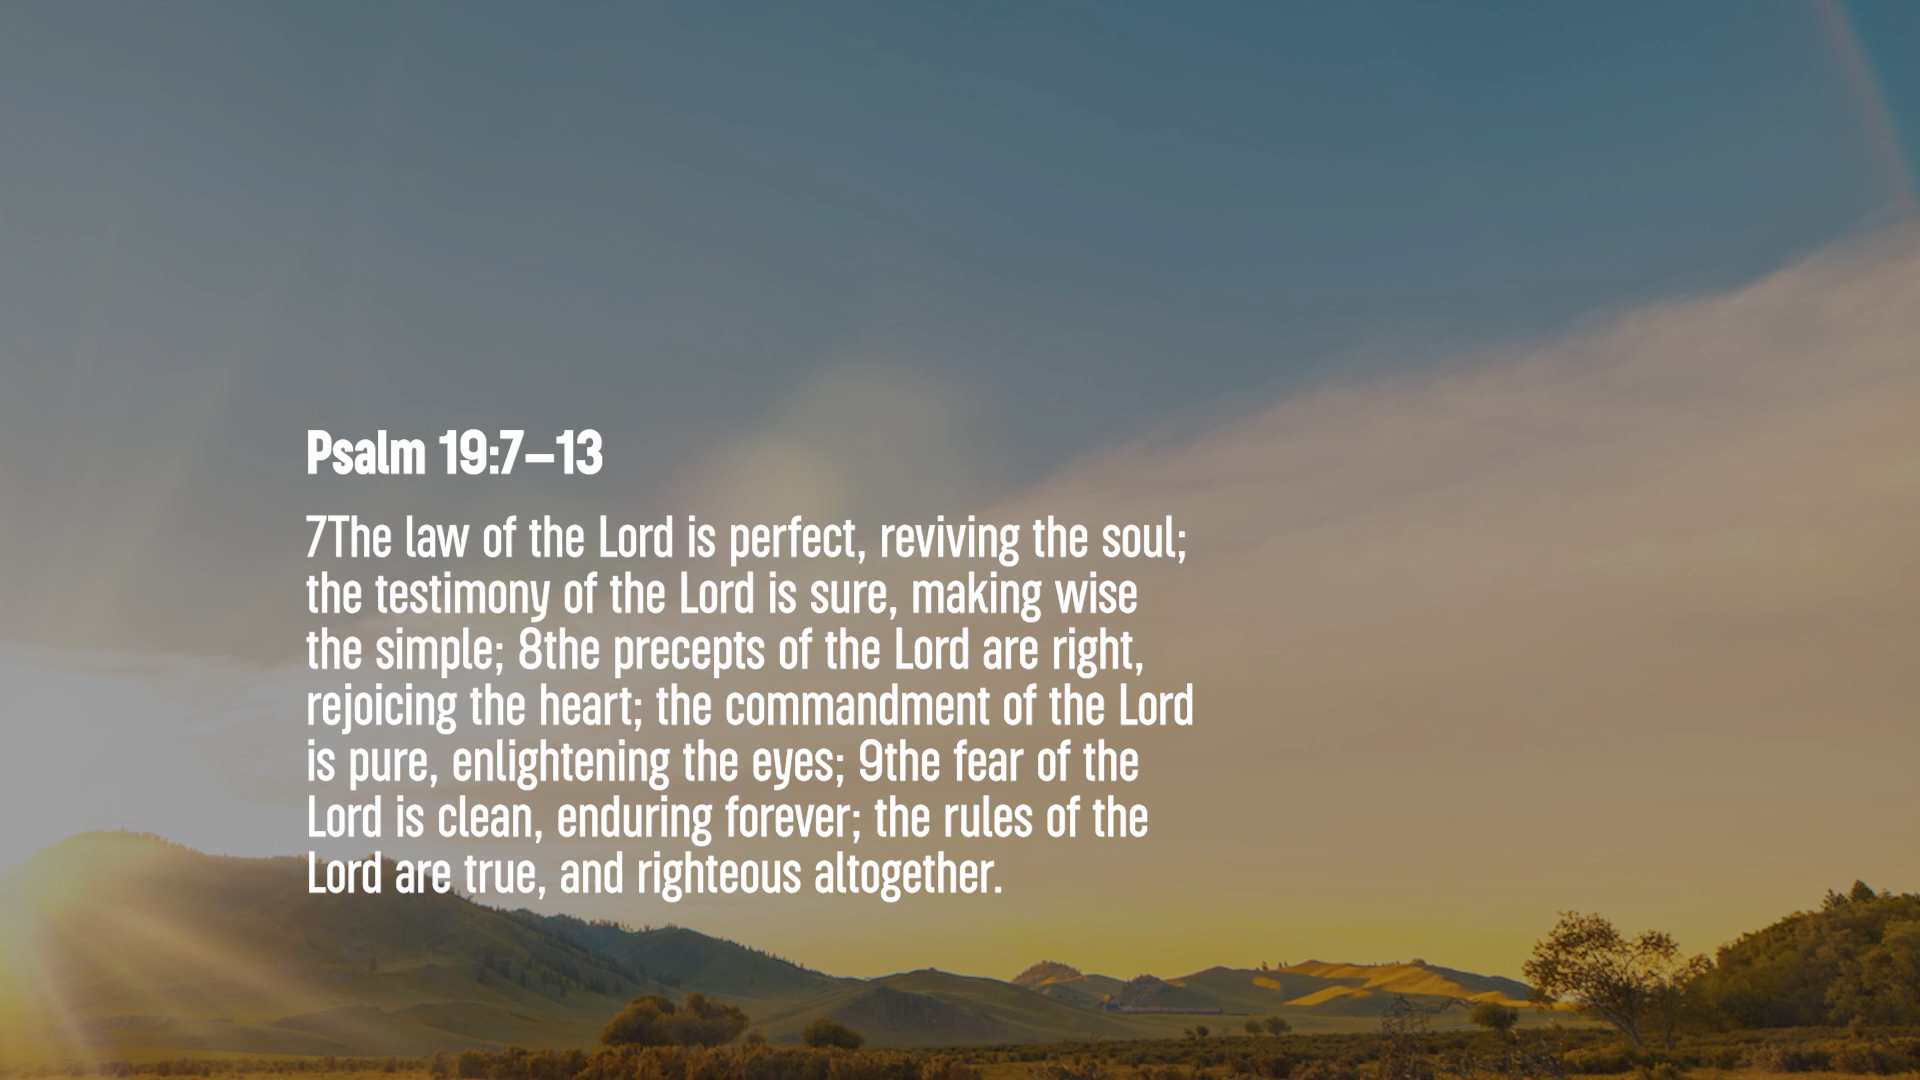 Psalm 19:7–13
7The law of the Lord is perfect, reviving the soul;
the testimony of the Lord is sure, making wise
the simple; 8the precepts of the Lord are right,
rejoicing the heart; the commandment of the Lord
is pure, enlightening the eyes; 9the fear of the
Lord is clean, enduring forever; the rules of the
Lord are true, and righteous altogether.